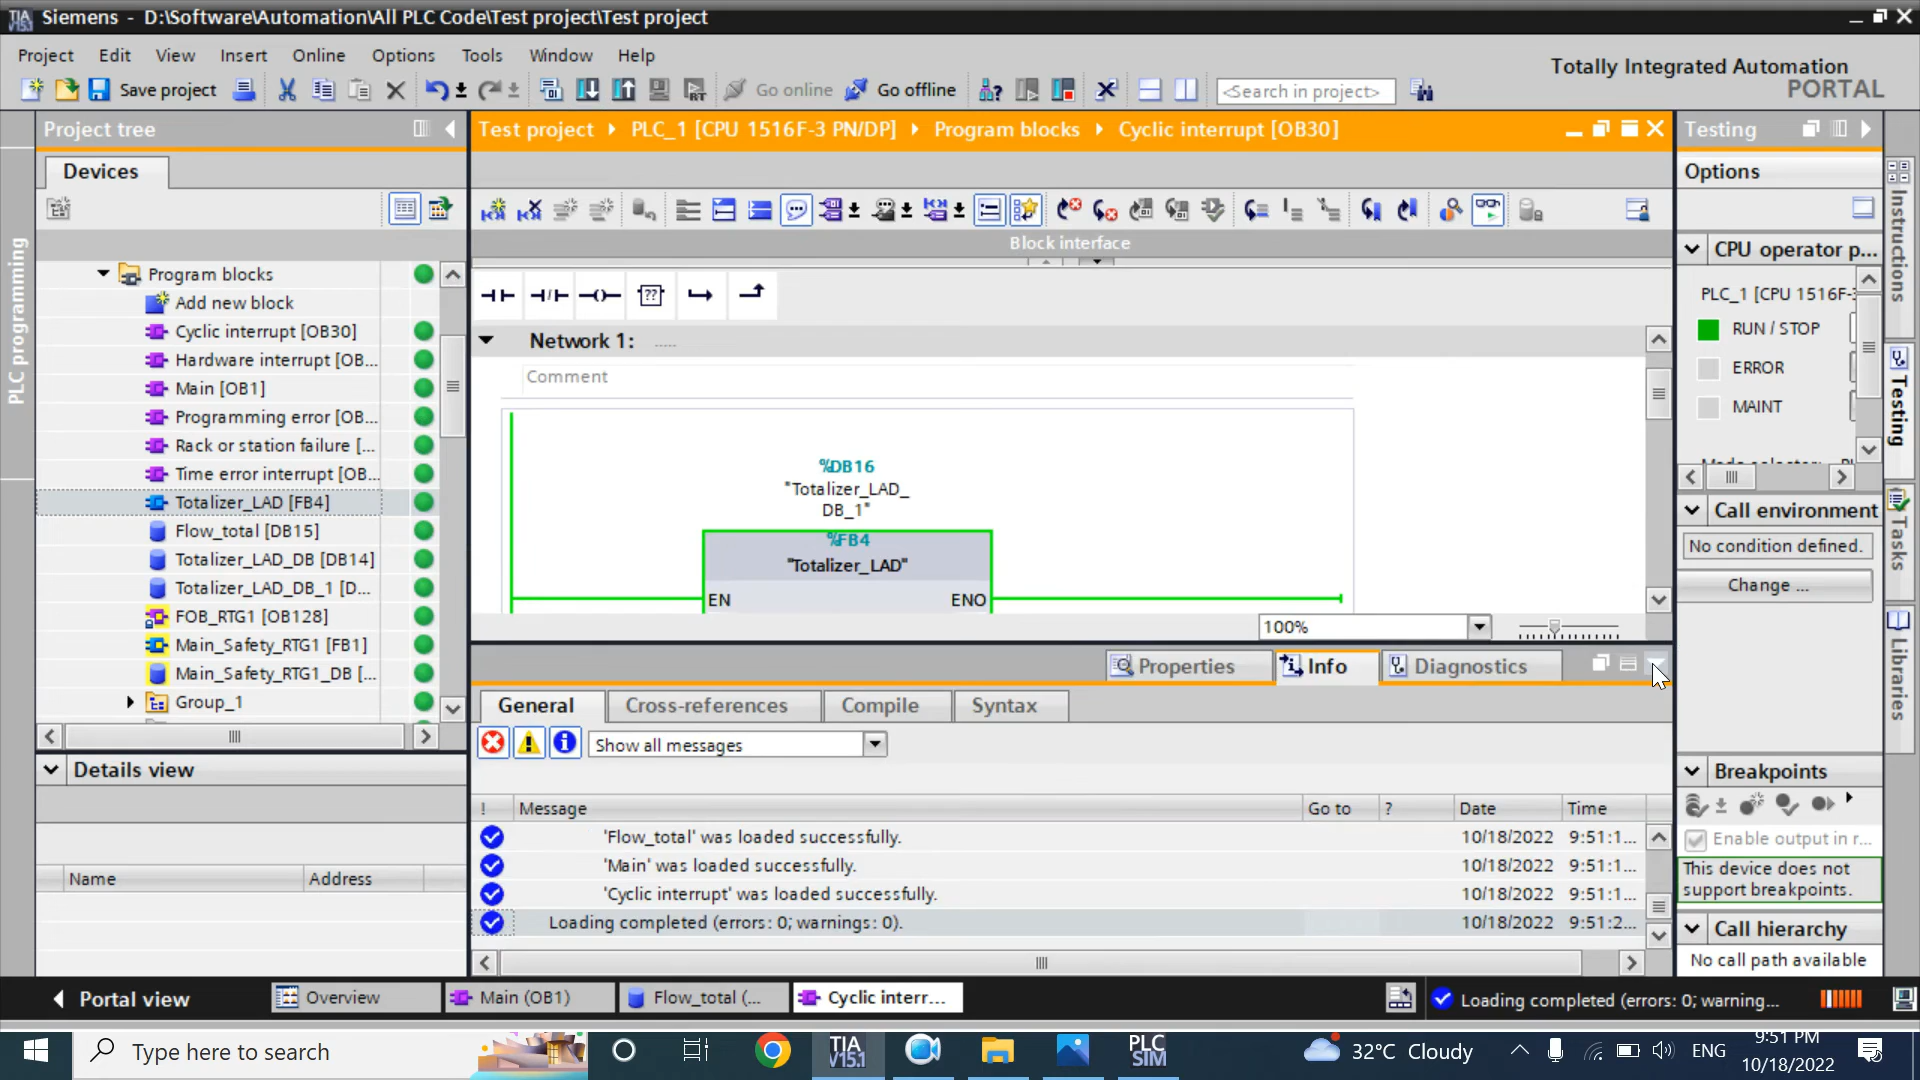 TIA V15.1 Siemens - D:\Software\Automation\All PLC Code\Test project\Test project
Project Edit View Insert Online Options Tools Window Help
Totally Integrated Automation
PORTAL
Save project Go online Go offline <Search in project>
Project tree
Test project PLC_1 [CPU 1516F-3 PN/DP] Program blocks Cyclic interrupt [OB30]
Testing
Devices
Options
Block interface
PLC programming
Program blocks
Add new block
Cyclic interrupt [OB30]
Hardware interrupt [OB...
Main [OB1]
Programming error [OB...
Rack or station failure [...
Time error interrupt [OB...
Totalizer_LAD [FB4]
Flow_total [DB15]
Totalizer_LAD_DB [DB14]
Totalizer_LAD_DB_1 [D...
FOB_RTG1 [OB128]
Main_Safety_RTG1 [FB1]
Main_Safety_RTG1_DB [...
Group_1
Details view
Name Address
??
Network 1: .....
Comment
%DB16
"Totalizer_LAD_
DB_1"
%FB4
"Totalizer_LAD"
EN ENO
100%
Properties Info Diagnostics
General Cross-references Compile Syntax
Show all messages
! Message Go to ? Date Time
'Flow_total' was loaded successfully. 10/18/2022 9:51:1...
'Main' was loaded successfully. 10/18/2022 9:51:1...
'Cyclic interrupt' was loaded successfully. 10/18/2022 9:51:1...
Loading completed (errors: 0; warnings: 0). 10/18/2022 9:51:2...
CPU operator p...
PLC_1 [CPU 1516F-3
RUN / STOP
ERROR
MAINT
Call environment
No condition defined.
Change ...
Breakpoints
Enable output in r...
This device does not
support breakpoints.
Call hierarchy
No call path available
Instructions
Testing
Tasks
Libraries
Portal view Overview Main (OB1) Flow_total (... Cyclic interr... Loading completed (errors: 0; warning...
Type here to search TIA V15.1 PLC SIM 32°C Cloudy ENG
9:51 PM
10/18/2022